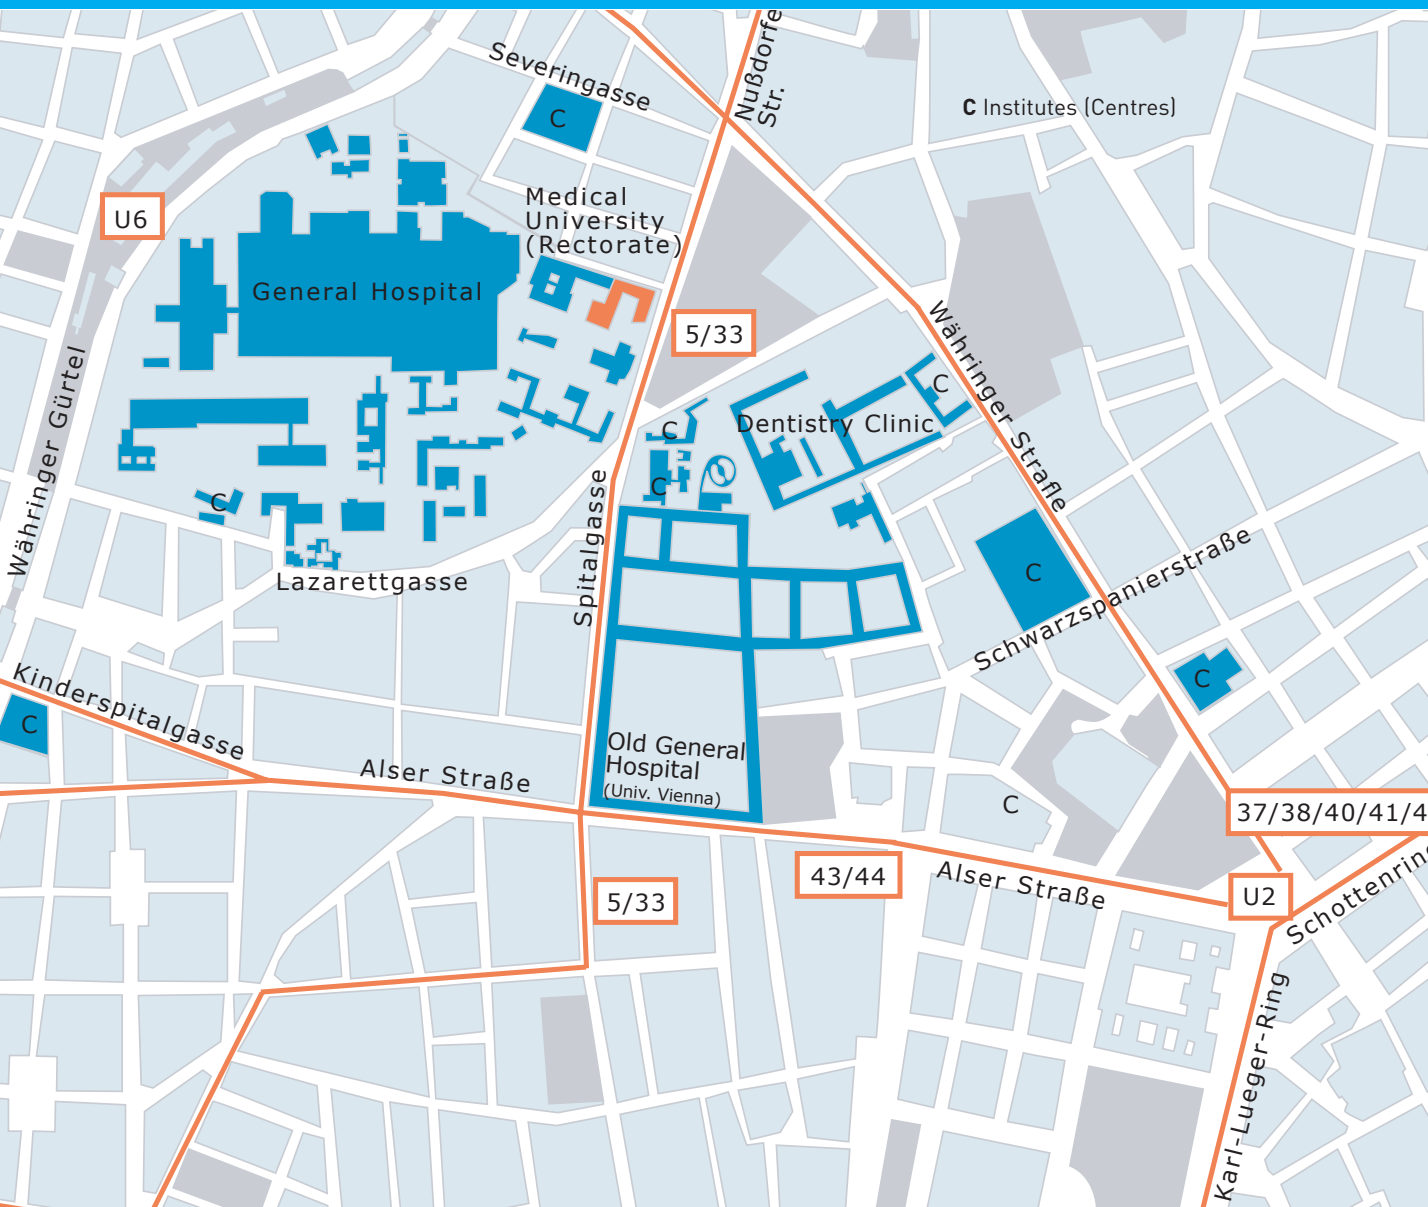 Severingasse
Nußdorfe
Str.
C Institutes (Centres)
C
Medical
University
(Rectorate)
U6
General Hospital
5/33
Währinger Straße
C
Dentistry Clinic
C
C
C
Währinger Gürtel
Spitalgasse
Lazarettgasse
C
Schwarzspanierstraße
C
Kinderspitalgasse
C
Old General
Hospital
(Univ. Vienna)
Alser Straße
C
37/38/40/41/4
43/44
Alser Straße
5/33
U2
Schottenring
Karl-Lueger-Ring